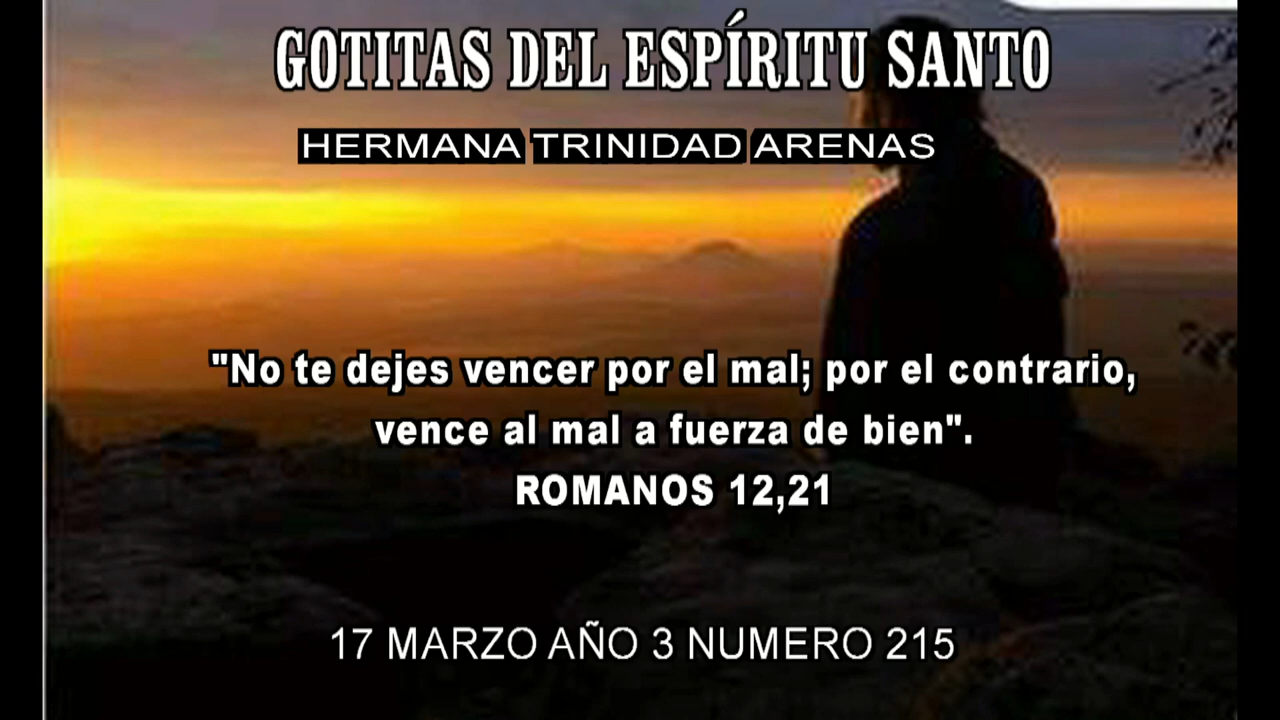 GOTITAS DEL ESPÍRITU SANTO
HERMANA TRINIDAD ARENAS
"No te dejes vencer por el mal; por el contrario,
vence al mal a fuerza de bien".
ROMANOS 12,21
17 MARZO AÑO 3 NUMERO 215